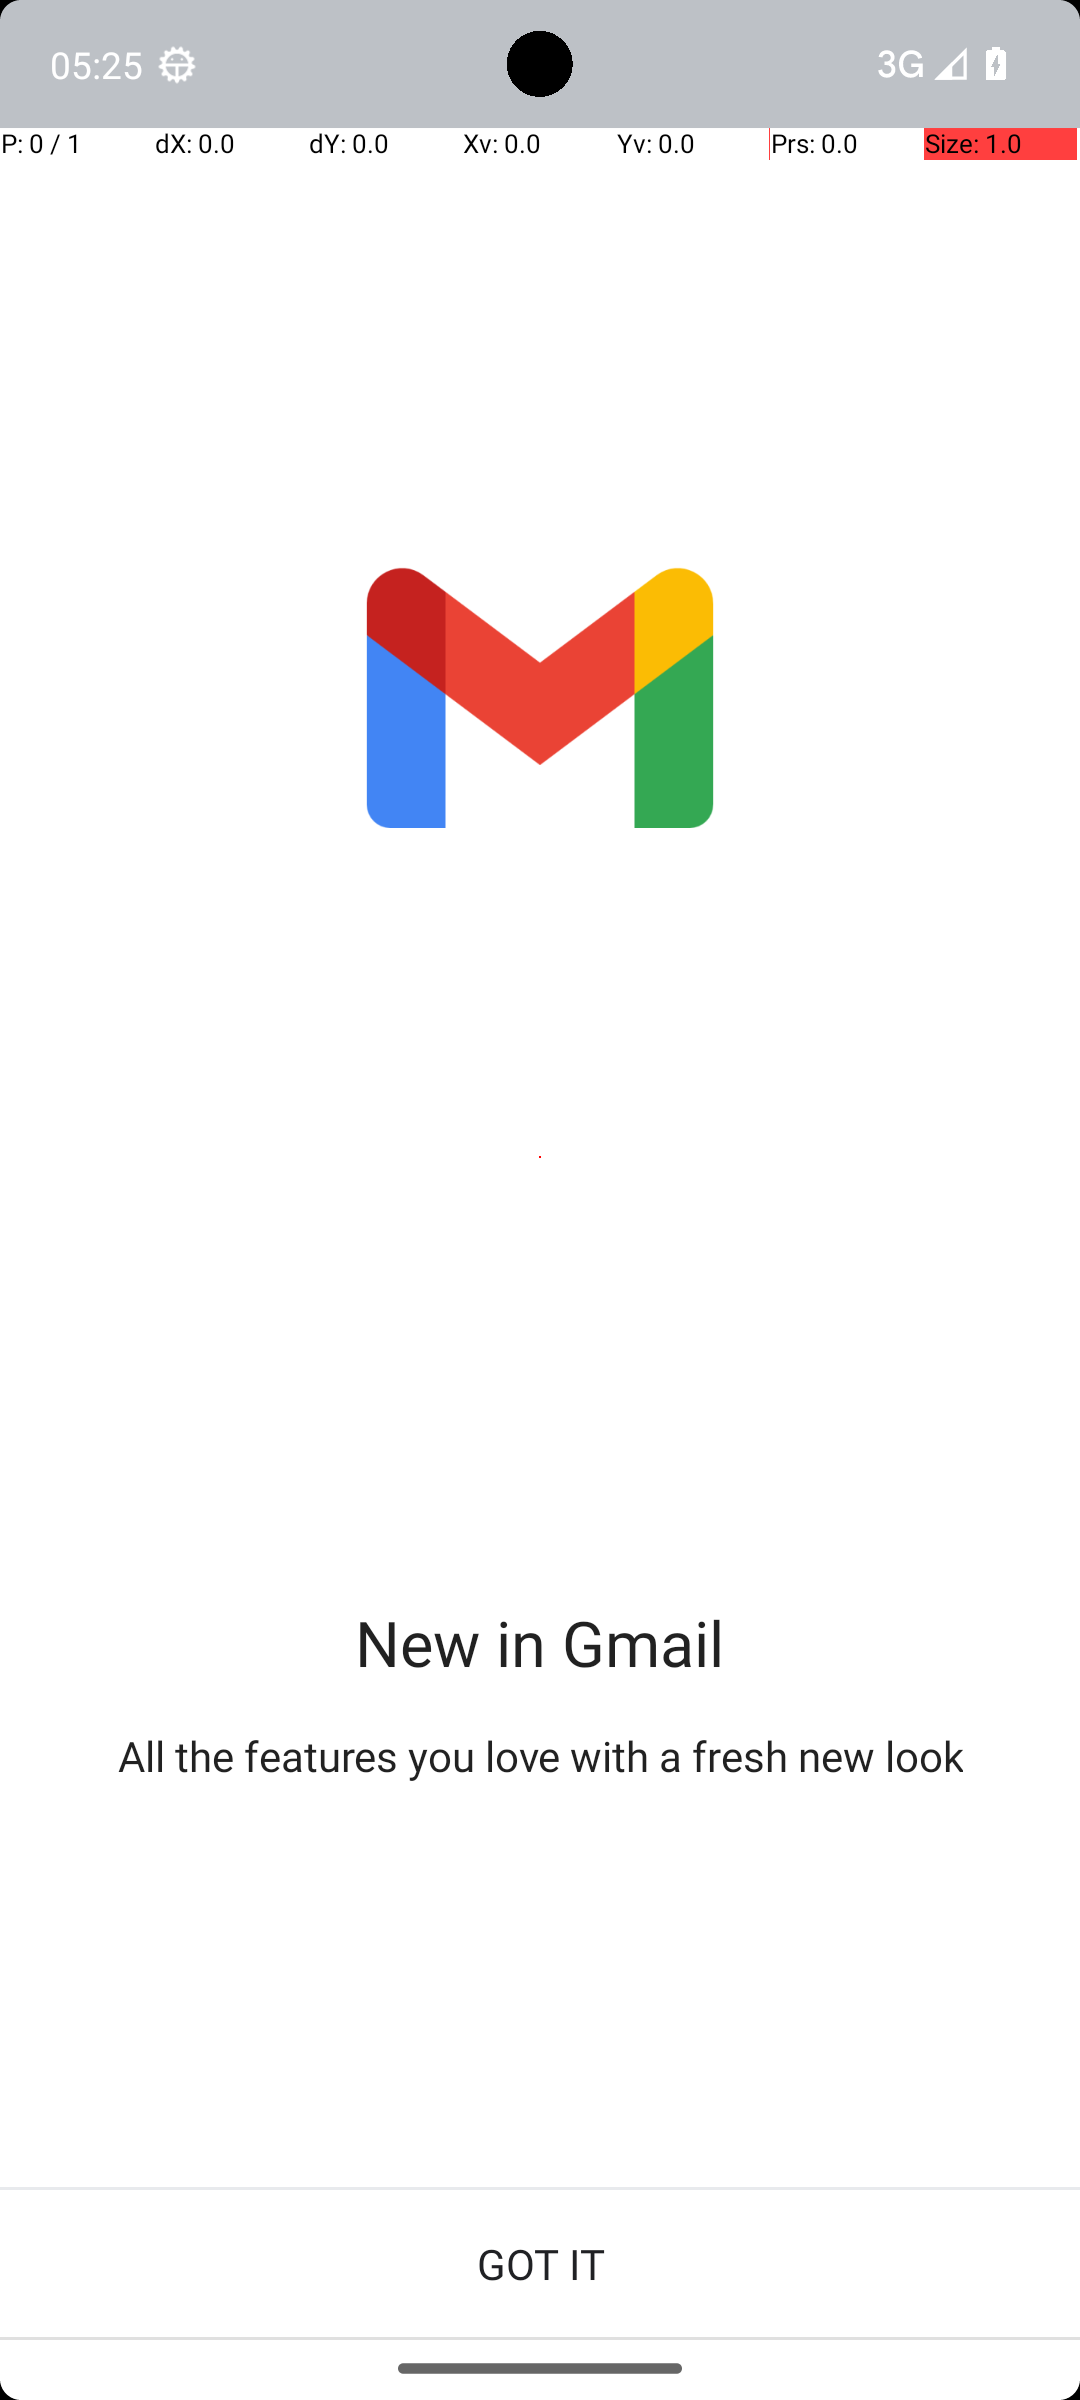 05:25 3G
P: 0 / 1 dX: 0.0 dY: 0.0 Xv: 0.0 Yv: 0.0 Prs: 0.0 Size: 1.0
New in Gmail
All the features you love with a fresh new look
GOT IT